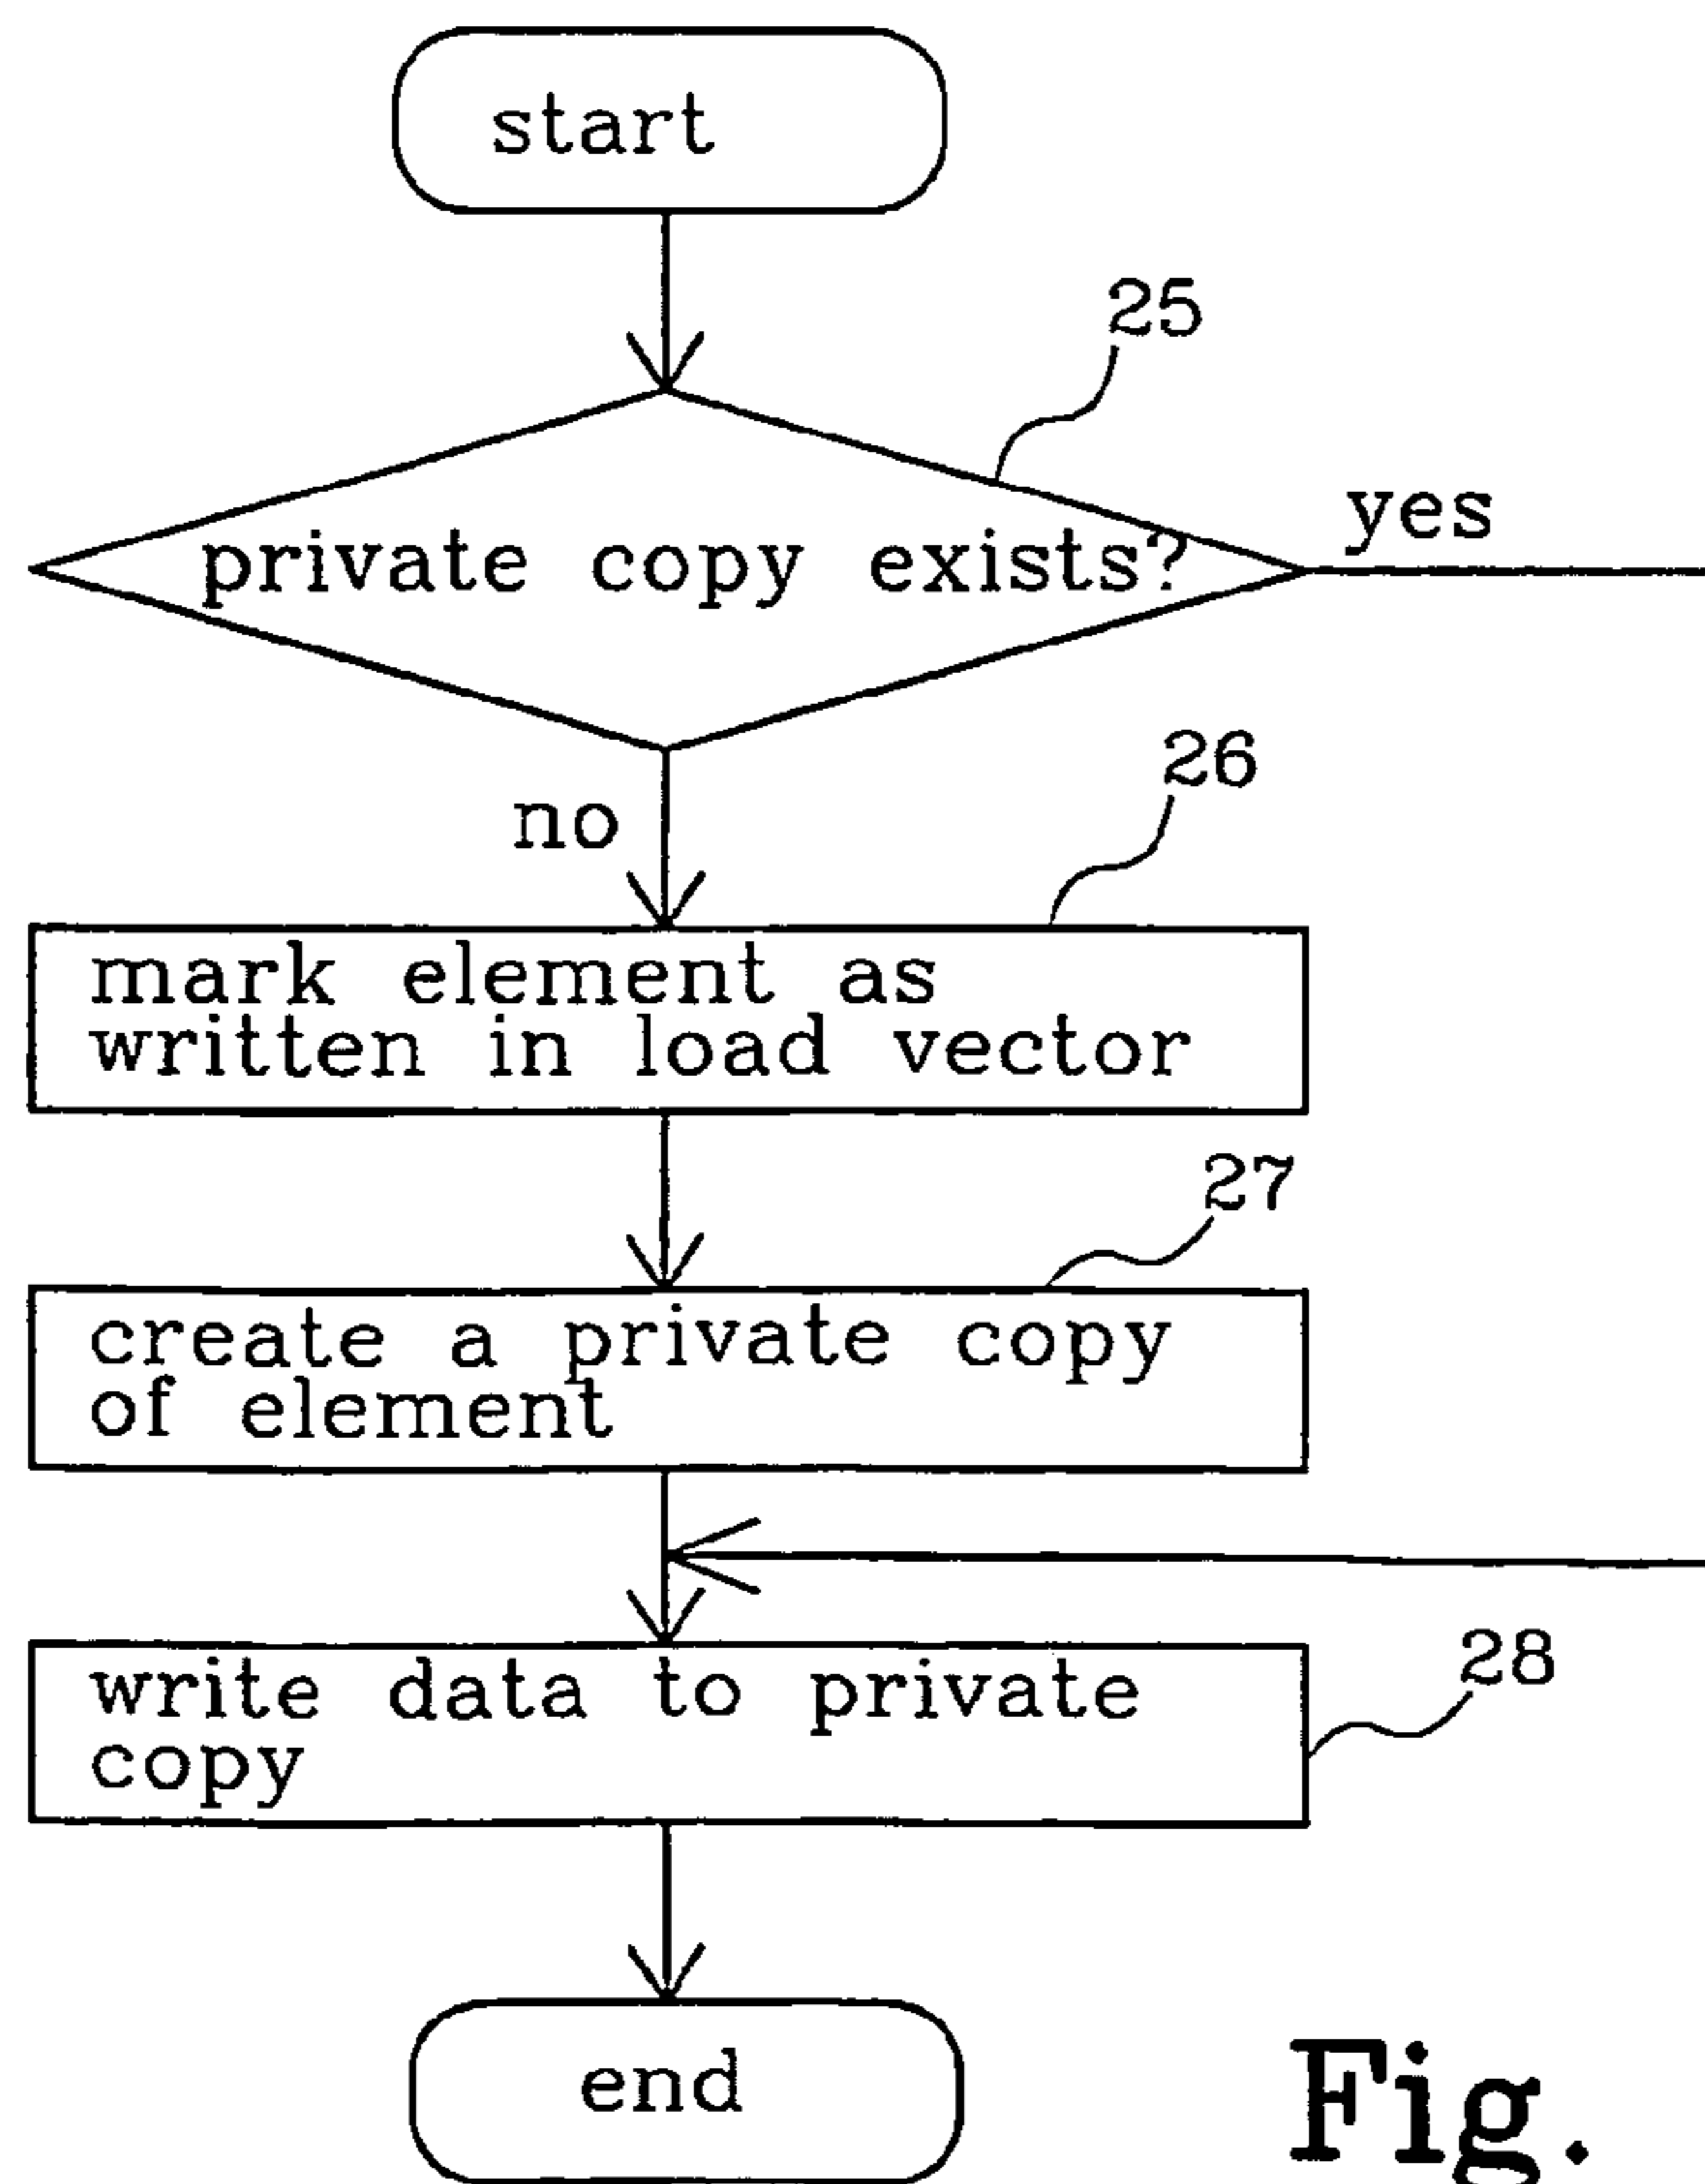 start
25
private copy exists?
yes
no
26
mark element as
written in load vector
27
create a private copy
of element
write data to private
copy
28
end
Fig.